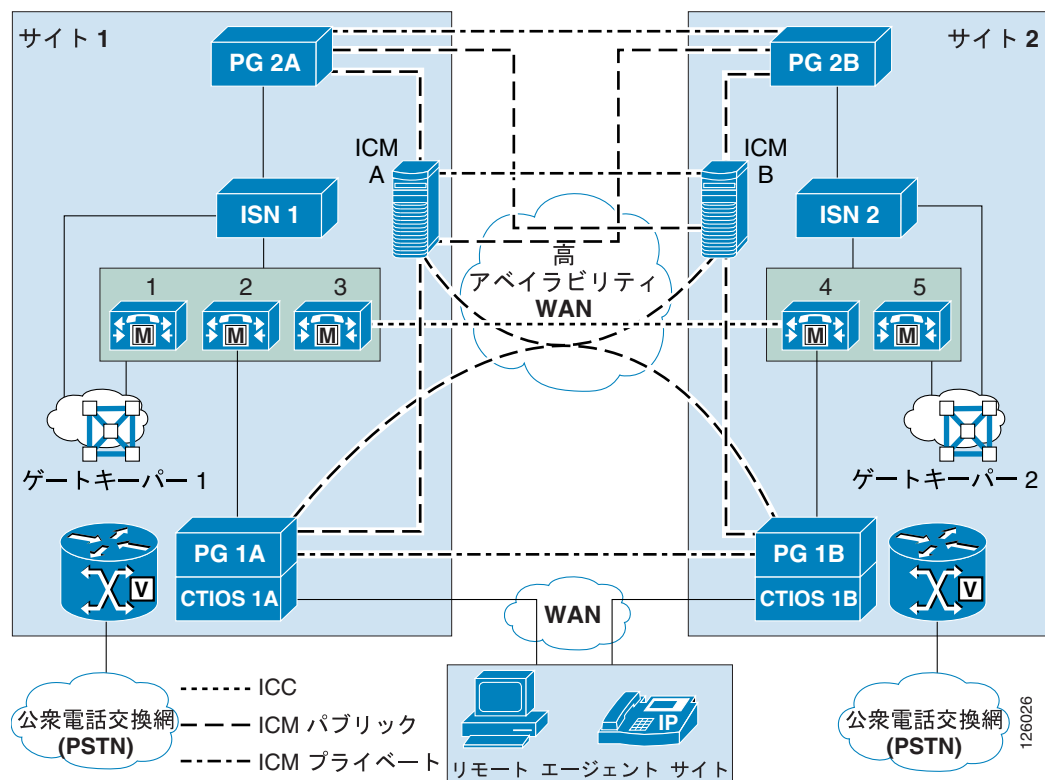 サイト 1
サイト 2
PG 2A
PG 2B
ICM
A
ICM
B
ISN 1
ISN 2
高
アベイラビリティ
WAN
1
2
3
4
5
M
M
M
M
M
ゲートキーパー 1
ゲートキーパー 2
PG 1A
CTIOS 1A
PG 1B
CTIOS 1B
V
V
WAN
公衆電話交換網
(PSTN)
ICC
ICM パブリック
ICM プライベート
IP
リモート エージェント サイト
公衆電話交換網
(PSTN)
126026